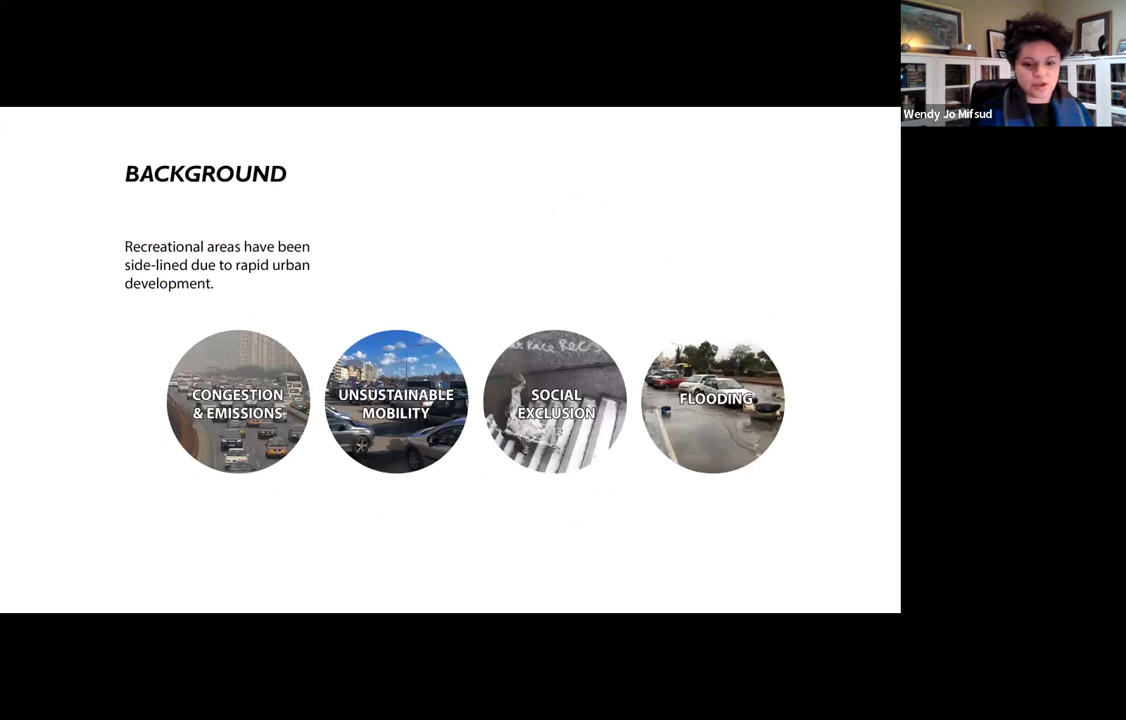 Wendy Jo Mifsud
BACKGROUND
Recreational areas have been
side-lined due to rapid urban
development.
CONGESTION
& EMISSIONS
UNSUSTAINABLE
MOBILITY
SOCIAL
EXCLUSION
FLOODING